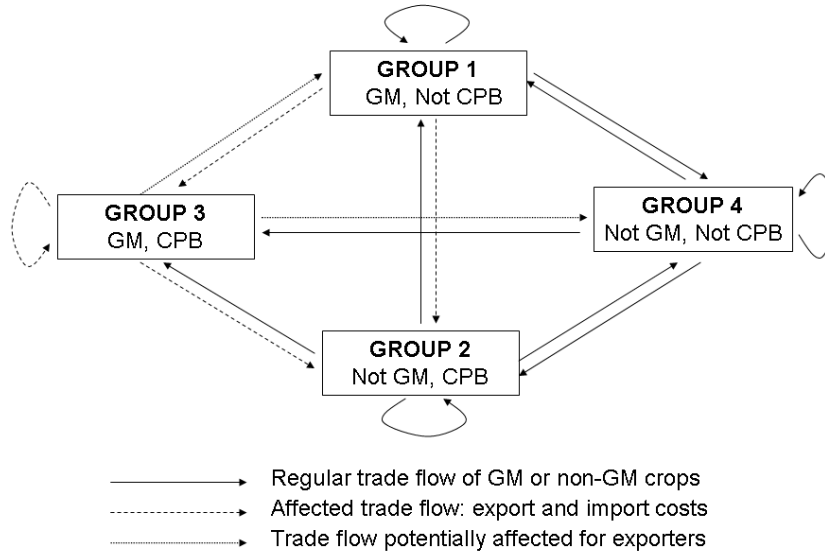 GROUP 1
GM, Not CPB
GROUP 3
GM, CPB
GROUP 4
Not GM, Not CPB
GROUP 2
Not GM, CPB
Regular trade flow of GM or non-GM crops
Affected trade flow: export and import costs
Trade flow potentially affected for exporters